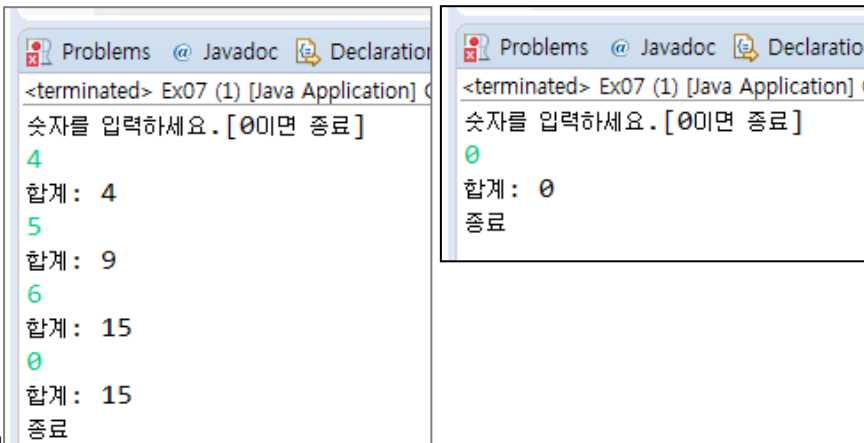 Problems @ Javadoc Declaration
<terminated> Ex07 (1) [Java Application]
숫자를 입력하세요.[0이면 종료]
4
합계: 4
5
합계: 9
6
합계: 15
0
합계: 15
종료
Problems @ Javadoc Declaratio
<terminated> Ex07 (1) [Java Application]
숫자를 입력하세요.[0이면 종료]
0
합계: 0
종료